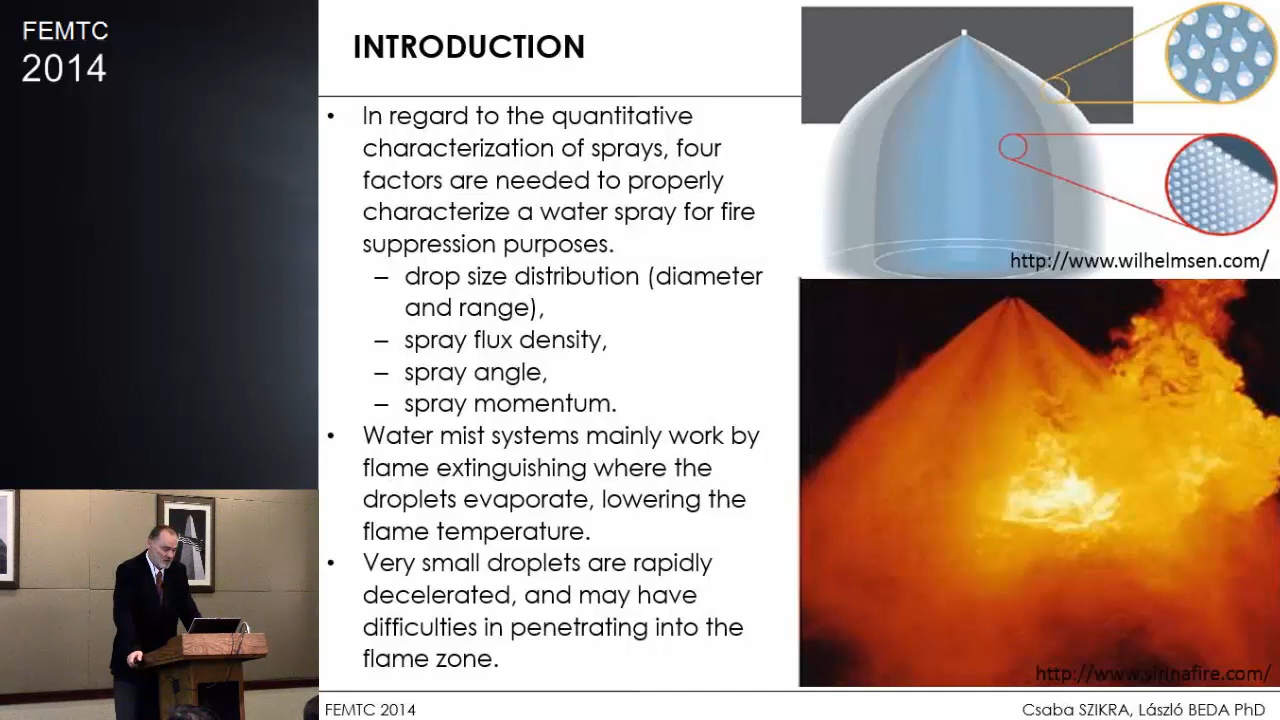 FEMTC
2014
INTRODUCTION
• In regard to the quantitative
characterization of sprays, four
factors are needed to properly
characterize a water spray for fire
suppression purposes.
– drop size distribution (diameter
and range),
– spray flux density,
– spray angle,
– spray momentum.
• Water mist systems mainly work by
flame extinguishing where the
droplets evaporate, lowering the
flame temperature.
• Very small droplets are rapidly
decelerated, and may have
difficulties in penetrating into the
flame zone.
http://www.wilhelmsen.com/
http://www.sirinafire.com/
FEMTC 2014
Csaba SZIKRA, László BEDA PhD